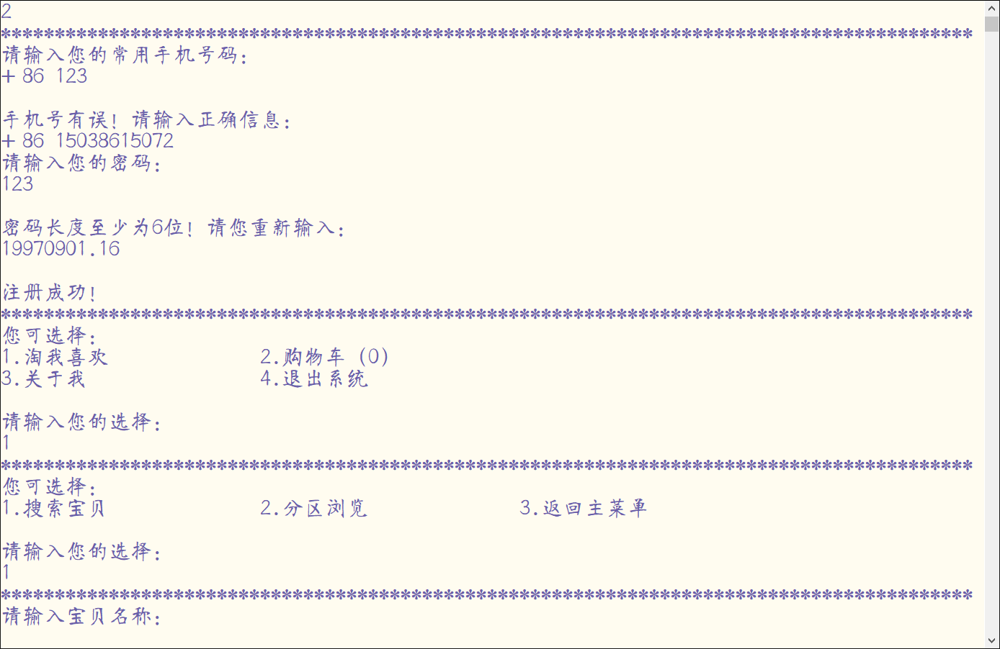 2
******************************************************************************************
请输入您的常用手机号码：
+ 86 123
手机号有误！请输入正确信息：
+ 86 15038615072
请输入您的密码：
123
密码长度至少为6位！请您重新输入：
19970901.16
注册成功！
******************************************************************************************
您可选择：
1.淘我喜欢 2.购物车（0）
3.关于我 4.退出系统
请输入您的选择：
1
******************************************************************************************
您可选择：
1.搜索宝贝 2.分区浏览 3.返回主菜单
请输入您的选择：
1
******************************************************************************************
请输入宝贝名称：